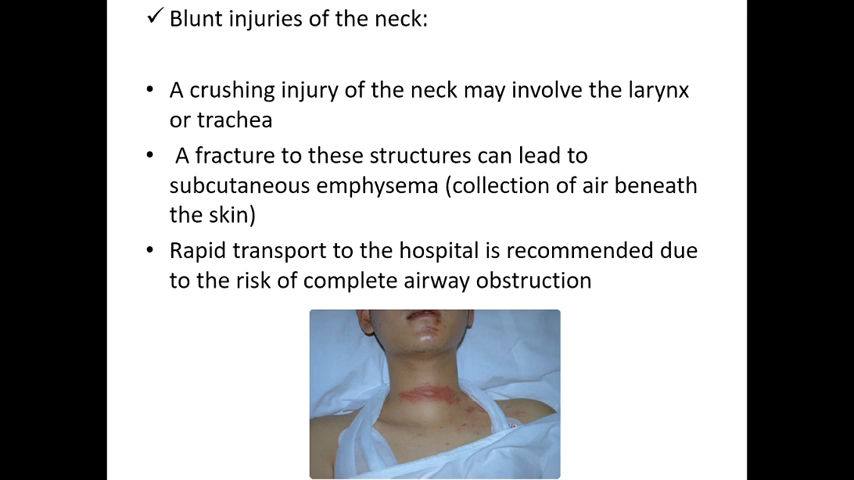 ✓ Blunt injuries of the neck:
• A crushing injury of the neck may involve the larynx
or trachea
• A fracture to these structures can lead to
subcutaneous emphysema (collection of air beneath
the skin)
• Rapid transport to the hospital is recommended due
to the risk of complete airway obstruction